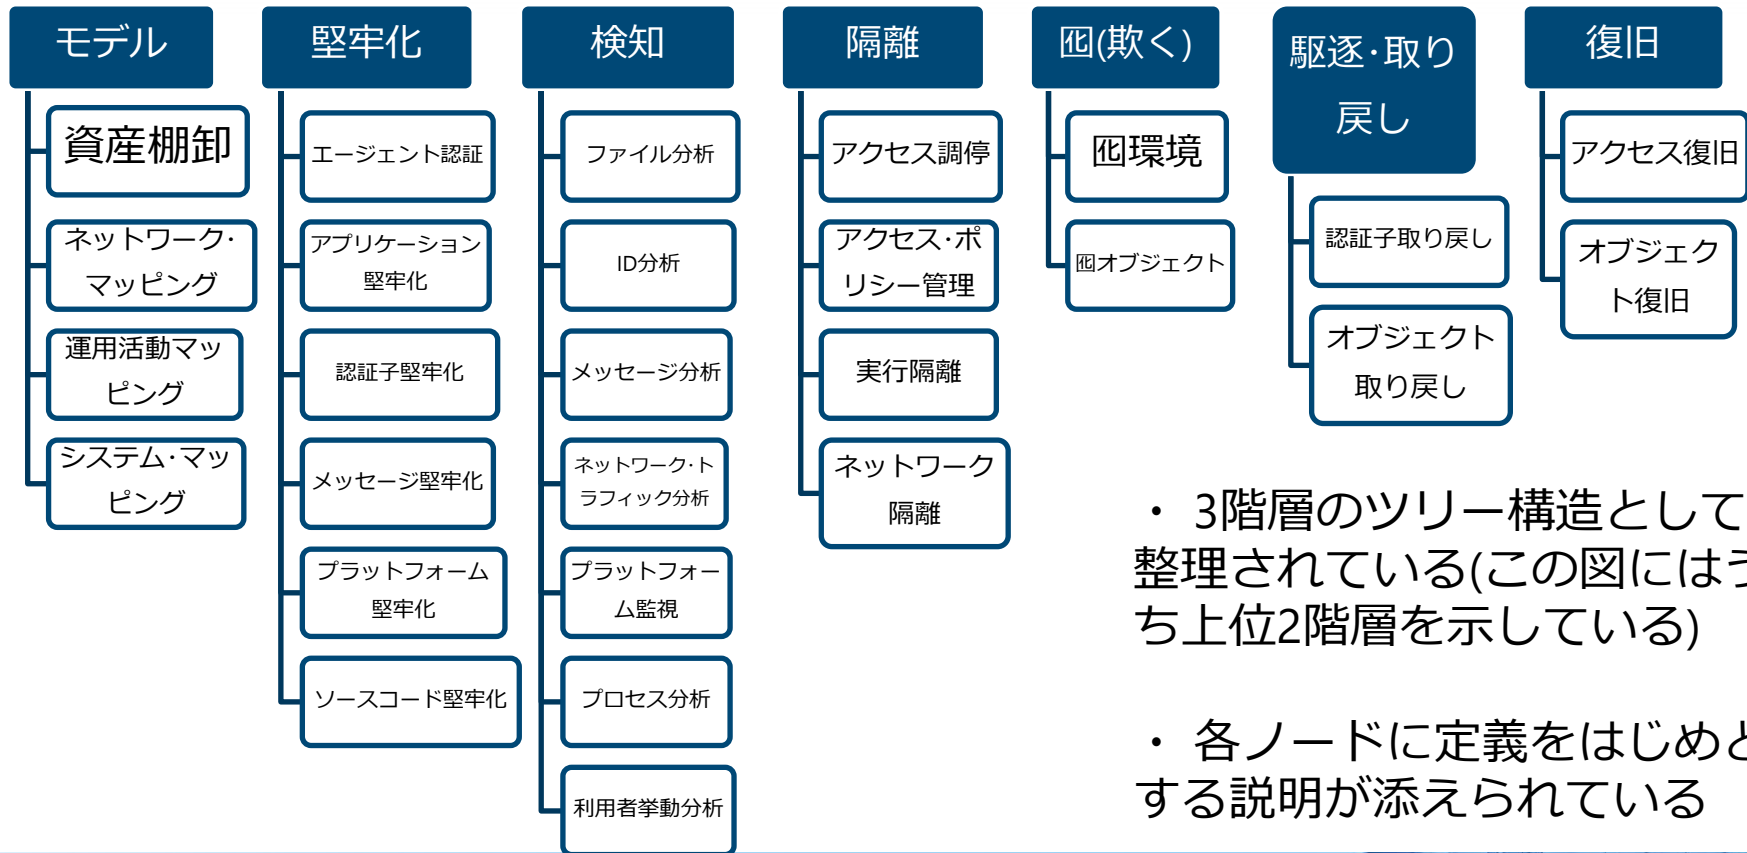 モデル
資産棚卸
ネットワーク・
マッピング
運用活動マッ
ピング
システム・マッ
ピング
堅牢化
エージェント認証
アプリケーション
堅牢化
認証子堅牢化
メッセージ堅牢化
プラットフォーム
堅牢化
ソースコード堅牢化
検知
ファイル分析
ID分析
メッセージ分析
ネットワーク・ト
ラフィック分析
プラットフォー
ム監視
プロセス分析
利用者挙動分析
隔離
アクセス調停
アクセス・ポ
リシー管理
実行隔離
ネットワーク
隔離
囮(欺く)
囮環境
囮オブジェクト
駆逐・取り
戻し
認証子取り戻し
オブジェクト
取り戻し
復旧
アクセス復旧
オブジェク
ト復旧
・ 3階層のツリー構造として
整理されている(この図にはう
ち上位2階層を示している)
・ 各ノードに定義をはじめと
する説明が添えられている